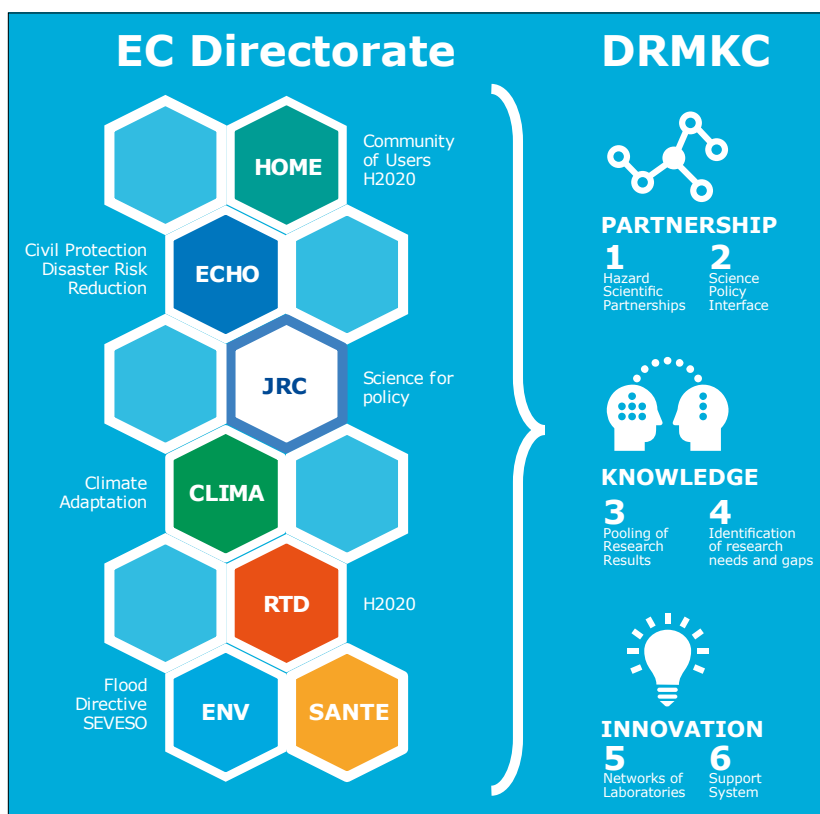 EC Directorate
HOME
Community
of Users
H2020
Civil Protection
Disaster Risk
Reduction
ECHO
JRC
Science for
policy
Climate
Adaptation
CLIMA
RTD
H2020
Flood
Directive
SEVESO
ENV
SANTE
DRMKC
PARTNERSHIP
1
Hazard
Scientific
Partnerships
2
Science
Policy
Interface
KNOWLEDGE
3
Pooling of
Research
Results
4
Identification
of research
needs and gaps
INNOVATION
5
Networks of
Laboratories
6
Support
System